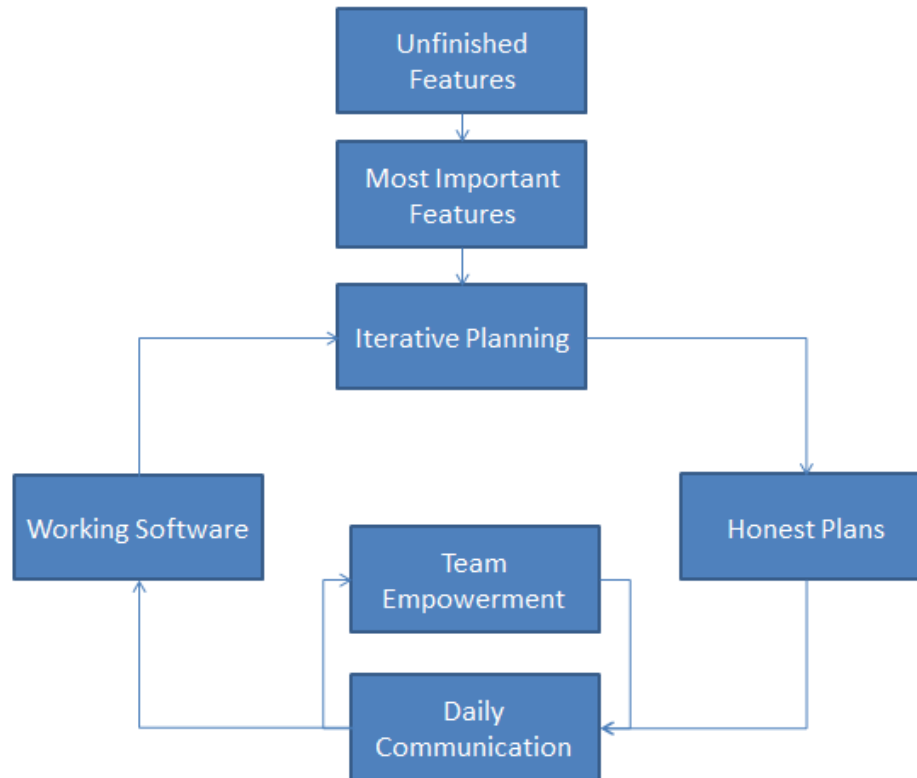 Unfinished
Features
Most Important
Features
Iterative Planning
Working Software
Honest Plans
Team
Empowerment
Daily
Communication